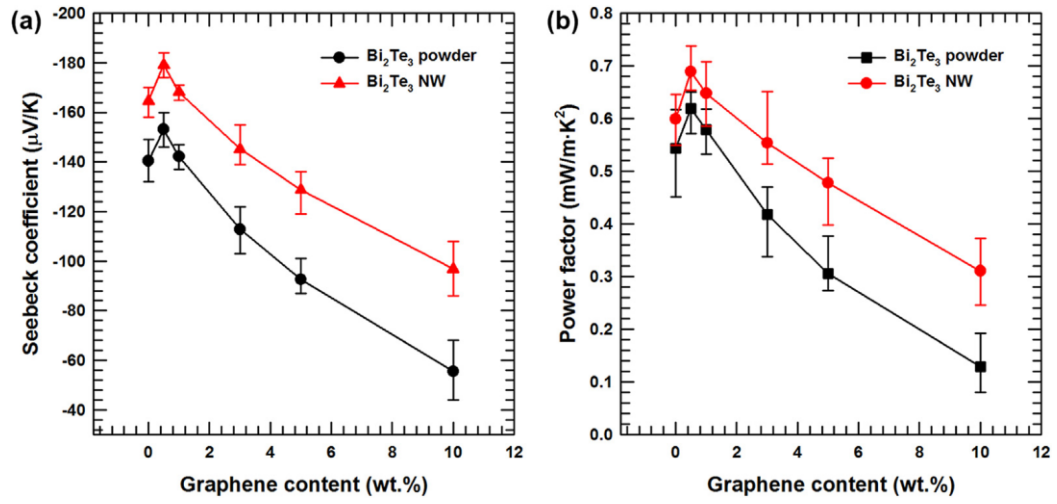 (a)
-200
-180
-160
-140
-120
-100
-80
-60
-40
Seebeck coefficient (μV/K)
Bi₂Te₃ powder
Bi₂Te₃ NW
0 2 4 6 8 10 12
Graphene content (wt.%)
(b)
0.8
0.7
0.6
0.5
0.4
0.3
0.2
0.1
0.0
Power factor (mW/m·K²)
Bi₂Te₃ powder
Bi₂Te₃ NW
0 2 4 6 8 10 12
Graphene content (wt.%)